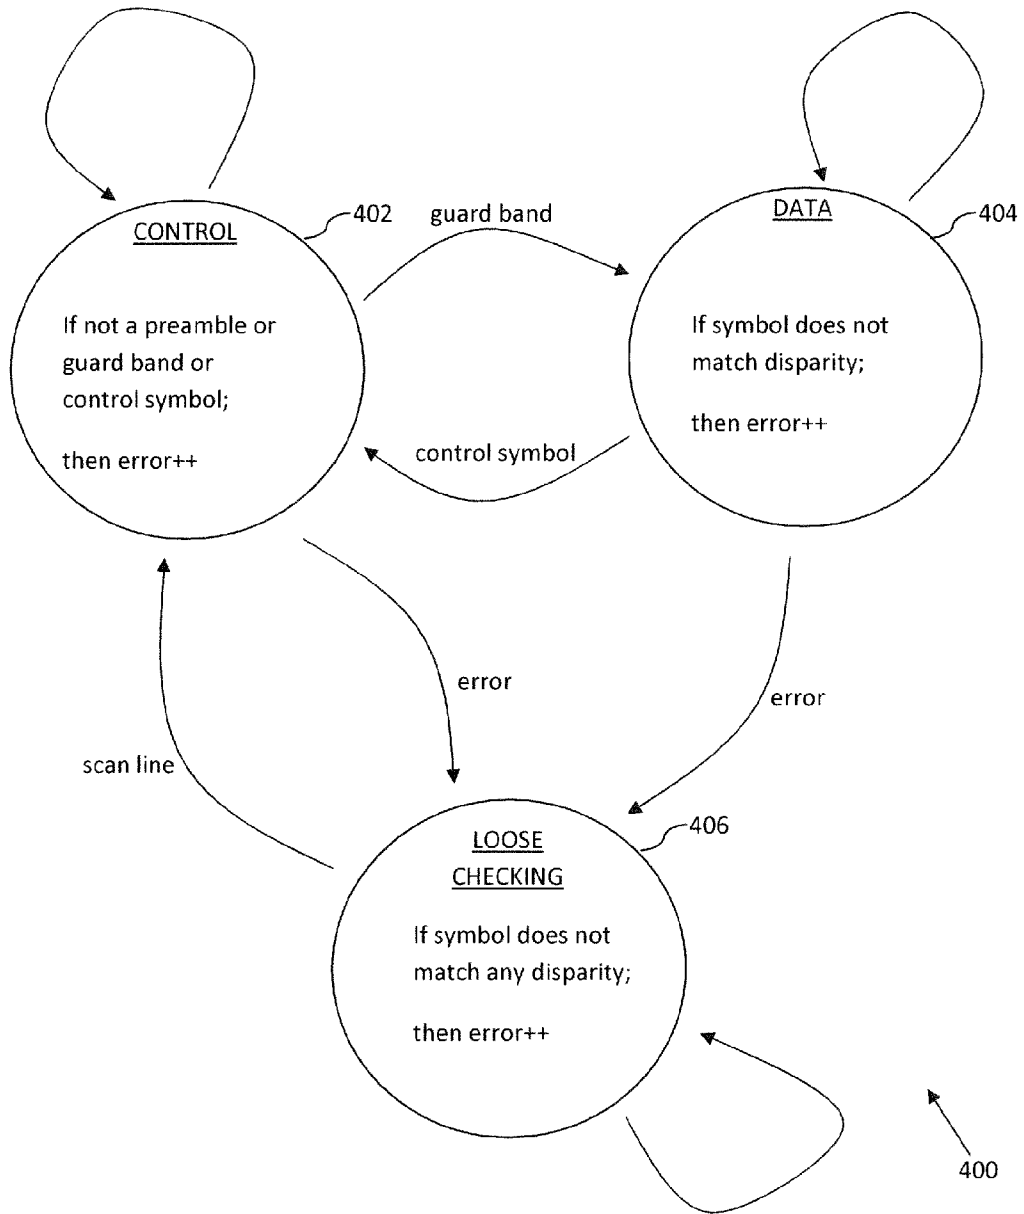 CONTROL
402
If not a preamble or
guard band or
control symbol;
then error++
guard band
DATA
404
If symbol does not
match disparity;
then error++
control symbol
error
error
scan line
LOOSE
CHECKING
406
If symbol does not
match any disparity;
then error++
400